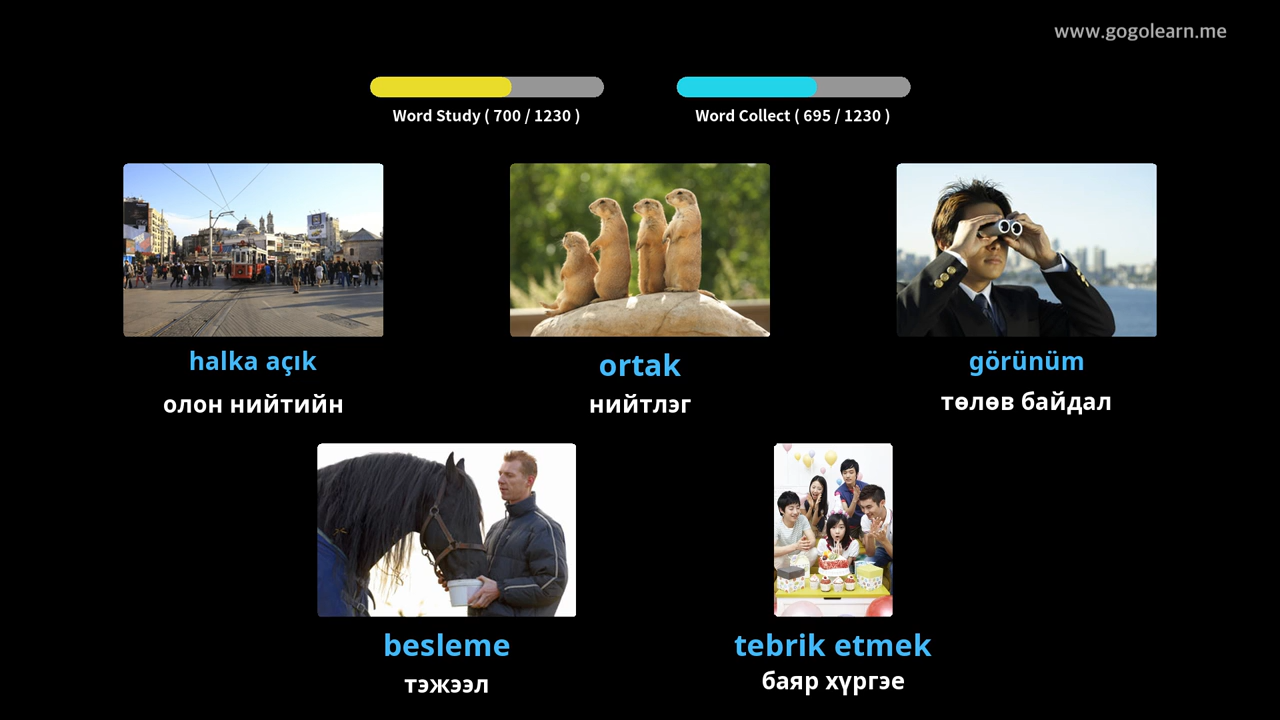 www.gogolearn.me
Word Study ( 700 / 1230 )
Word Collect ( 695 / 1230 )
halka açık
олон нийтийн
ortak
нийтлэг
görünüm
төлөв байдал
besleme
тэжээл
tebrik etmek
баяр хүргэе